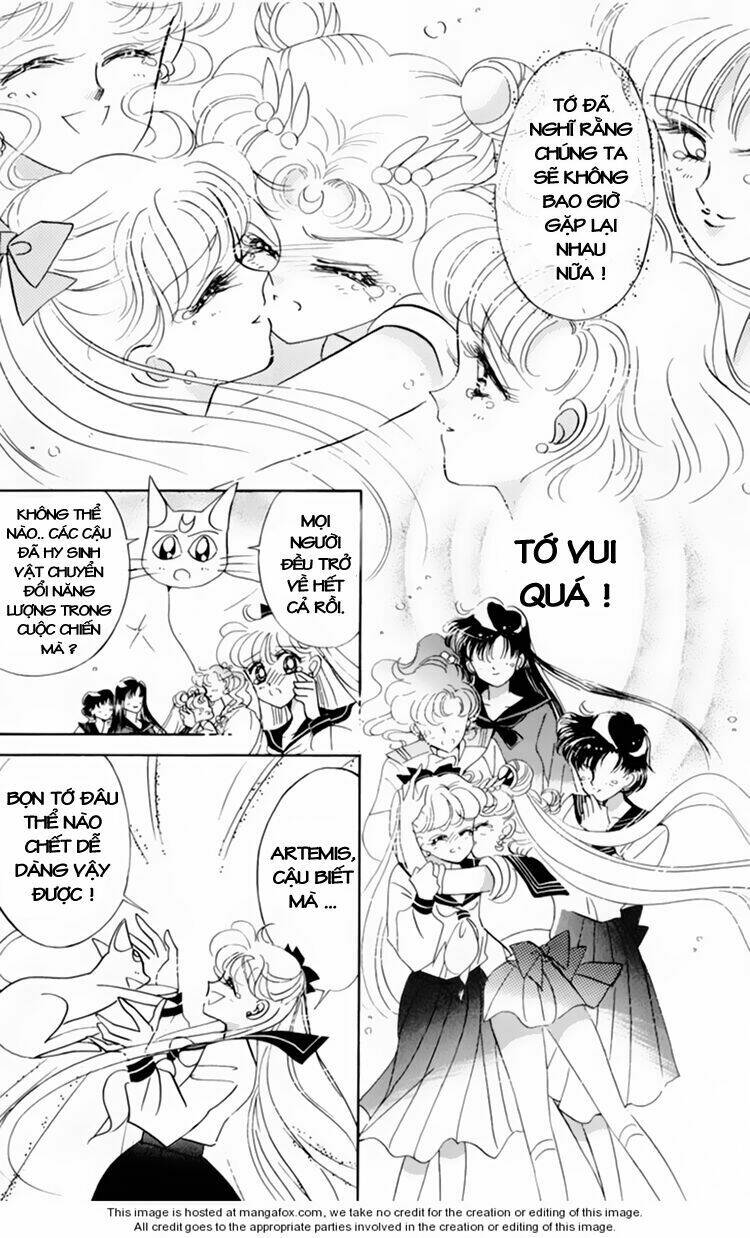 TỚ ĐÃ
NGHĨ RẰNG
CHÚNG TA
SẼ KHÔNG
BAO GIỜ
GẶP LẠI
NHAU
NỮA !
TỚ VUI
QUÁ !
KHÔNG THỂ
NÀO.. CÁC CẬU
ĐÃ HY SINH
VẬT CHUYỂN
ĐỔI NĂNG
LƯỢNG TRONG
CUỘC CHIẾN
MÀ ?
MỌI
NGƯỜI
ĐỀU TRỞ
VỀ HẾT
CẢ RỒI.
BỌN TỚ ĐÂU
THỂ NÀO
CHẾT DỄ
DÀNG VẬY
ĐƯỢC !
ARTEMIS,
CẬU BIẾT
MÀ ...
This image is hosted at mangafox.com, we take no credit for the creation or editing of this image.
All credit goes to the appropriate parties involved in the creation or editing of this image.